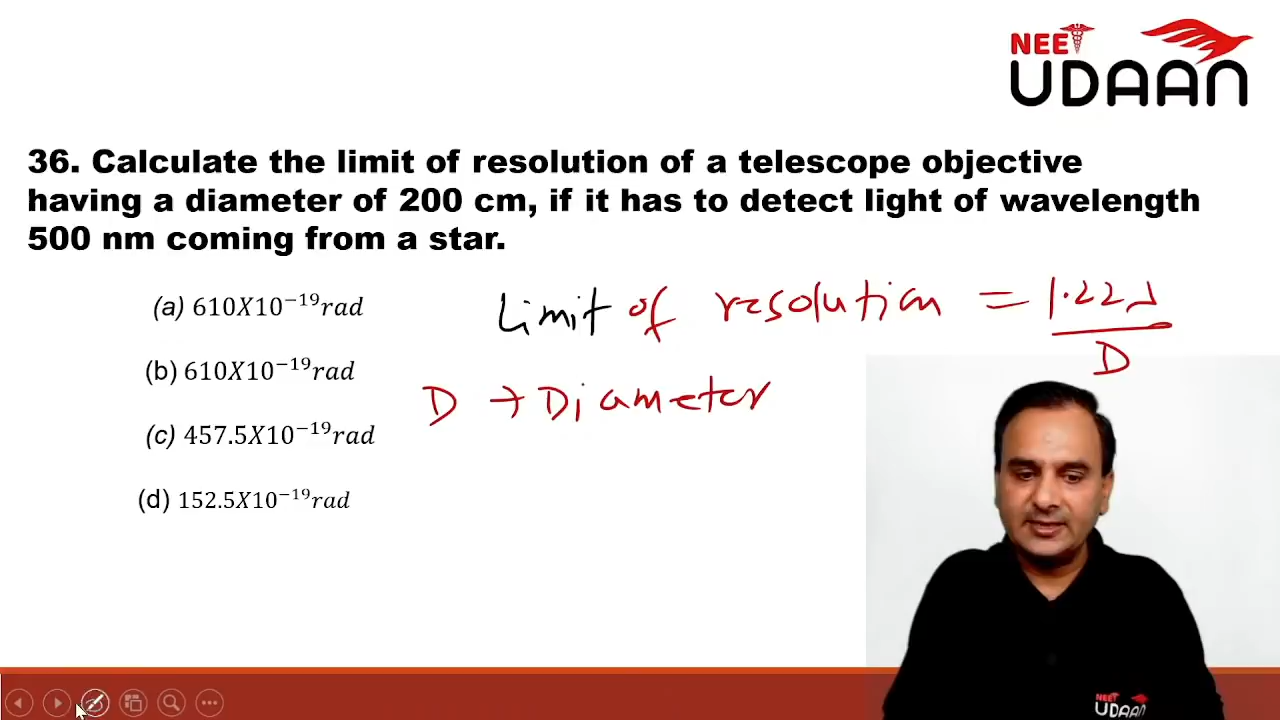 NEET
UDAAN
36. Calculate the limit of resolution of a telescope objective
having a diameter of 200 cm, if it has to detect light of wavelength
500 nm coming from a star.
(a) 610X10⁻¹⁹rad
(b) 610X10⁻¹⁹rad
(c) 457.5X10⁻¹⁹rad
(d) 152.5X10⁻¹⁹rad
Limit of resolution = 1.22λ/D
D → Diameter
NEET
UDAAN